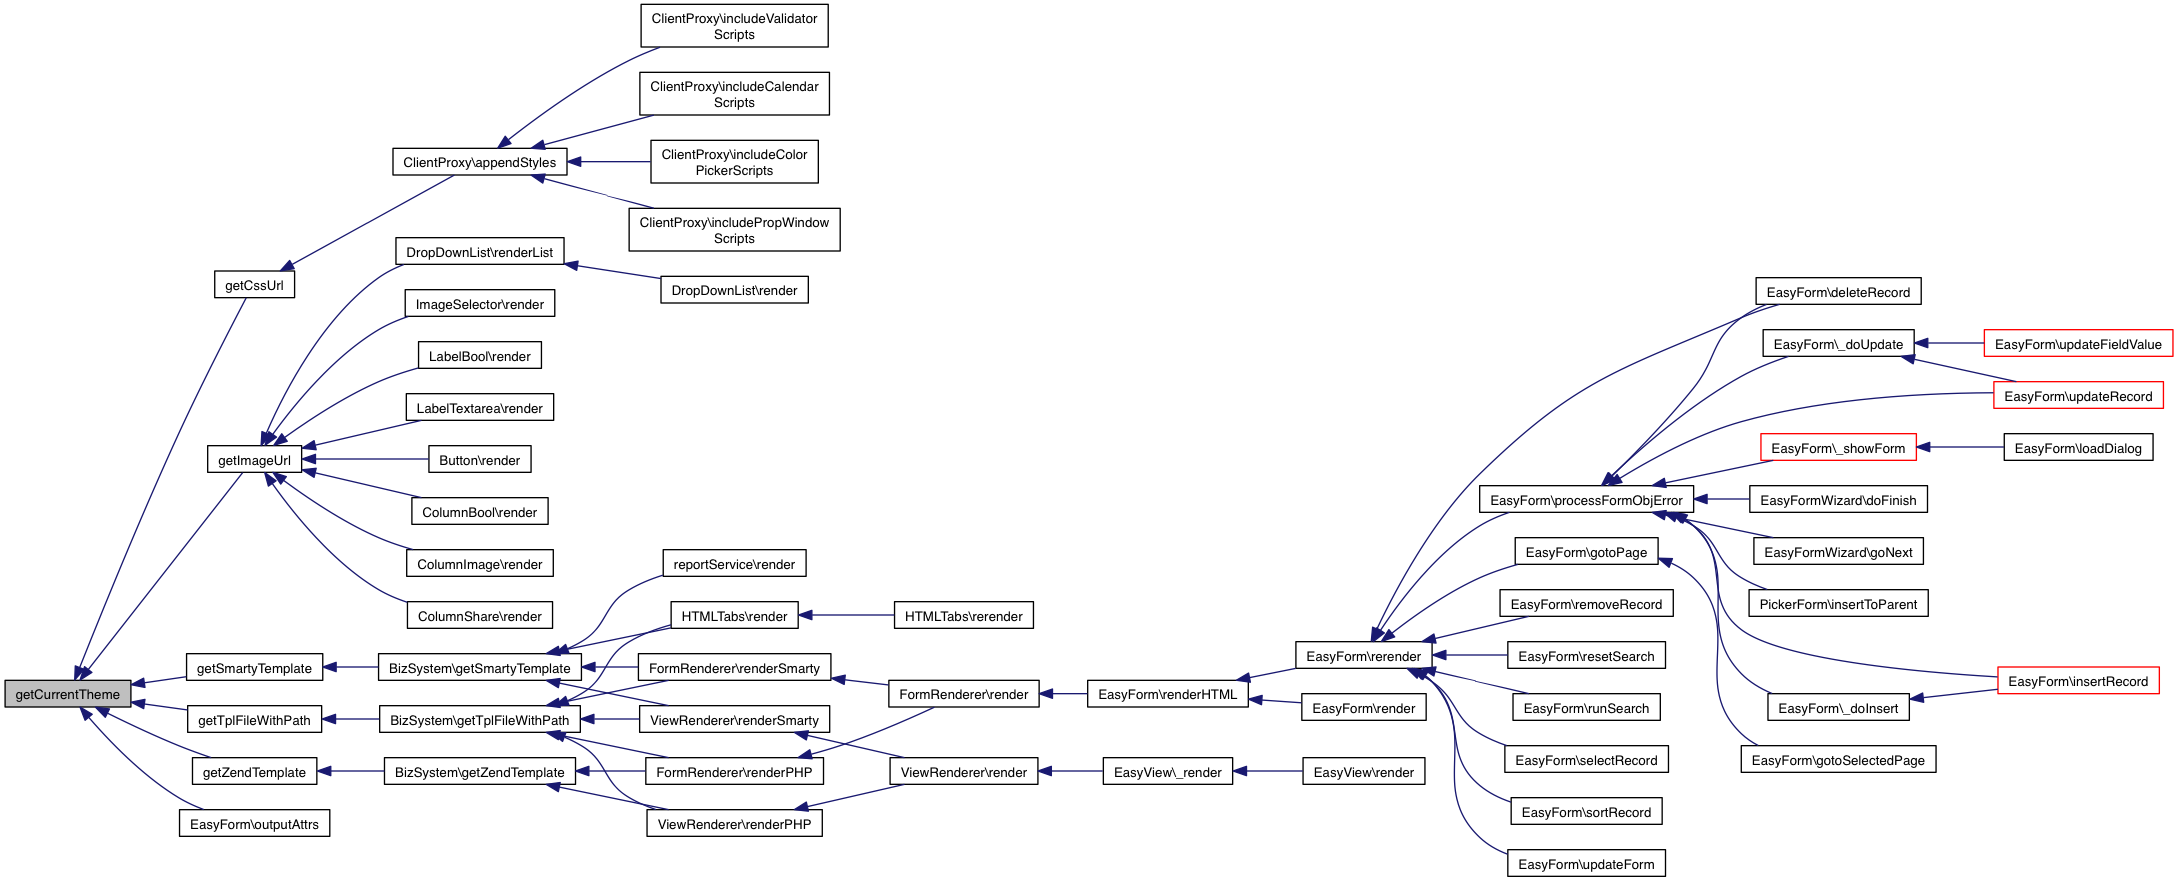 ClientProxy\includeValidator
Scripts
ClientProxy\includeCalendar
Scripts
ClientProxy\appendStyles
ClientProxy\includeColor
PickerScripts
ClientProxy\includePropWindow
Scripts
DropDownList\renderList
getCssUrl
DropDownList\render
ImageSelector\render
LabelBool\render
LabelTextarea\render
getImageUrl
Button\render
ColumnBool\render
ColumnImage\render
ColumnShare\render
reportService\render
HTMLTabs\render
HTMLTabs\rerender
getCurrentTheme
getSmartyTemplate
BizSystem\getSmartyTemplate
FormRenderer\renderSmarty
getTplFileWithPath
BizSystem\getTplFileWithPath
ViewRenderer\renderSmarty
getZendTemplate
BizSystem\getZendTemplate
FormRenderer\renderPHP
EasyForm\outputAttrs
ViewRenderer\renderPHP
FormRenderer\render
ViewRenderer\render
EasyForm\renderHTML
EasyView\_render
EasyForm\rerender
EasyForm\render
EasyView\render
EasyForm\deleteRecord
EasyForm\_doUpdate
EasyForm\updateFieldValue
EasyForm\updateRecord
EasyForm\_showForm
EasyForm\loadDialog
EasyForm\processFormObjError
EasyFormWizard\doFinish
EasyForm\gotoPage
EasyFormWizard\goNext
EasyForm\removeRecord
PickerForm\insertToParent
EasyForm\resetSearch
EasyForm\insertRecord
EasyForm\runSearch
EasyForm\_doInsert
EasyForm\selectRecord
EasyForm\gotoSelectedPage
EasyForm\sortRecord
EasyForm\updateForm